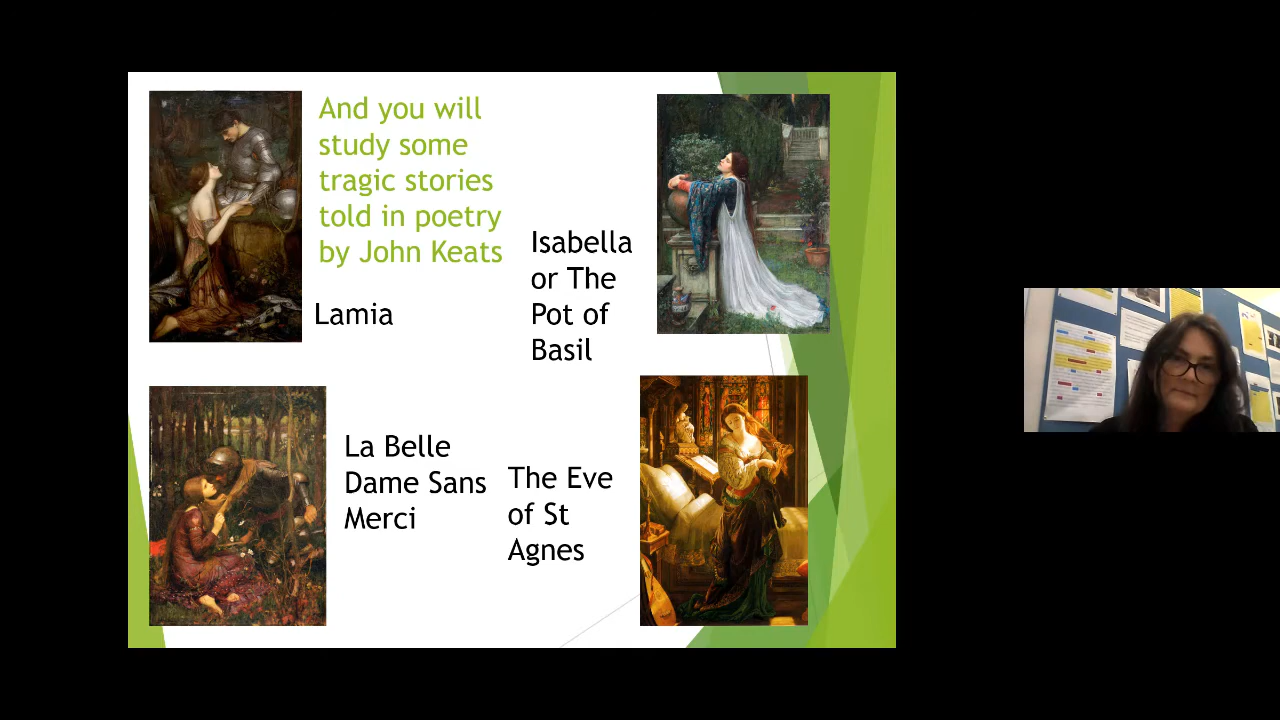 And you will
study some
tragic stories
told in poetry
by John Keats
Lamia
Isabella
or The
Pot of
Basil
La Belle
Dame Sans
Merci
The Eve
of St
Agnes